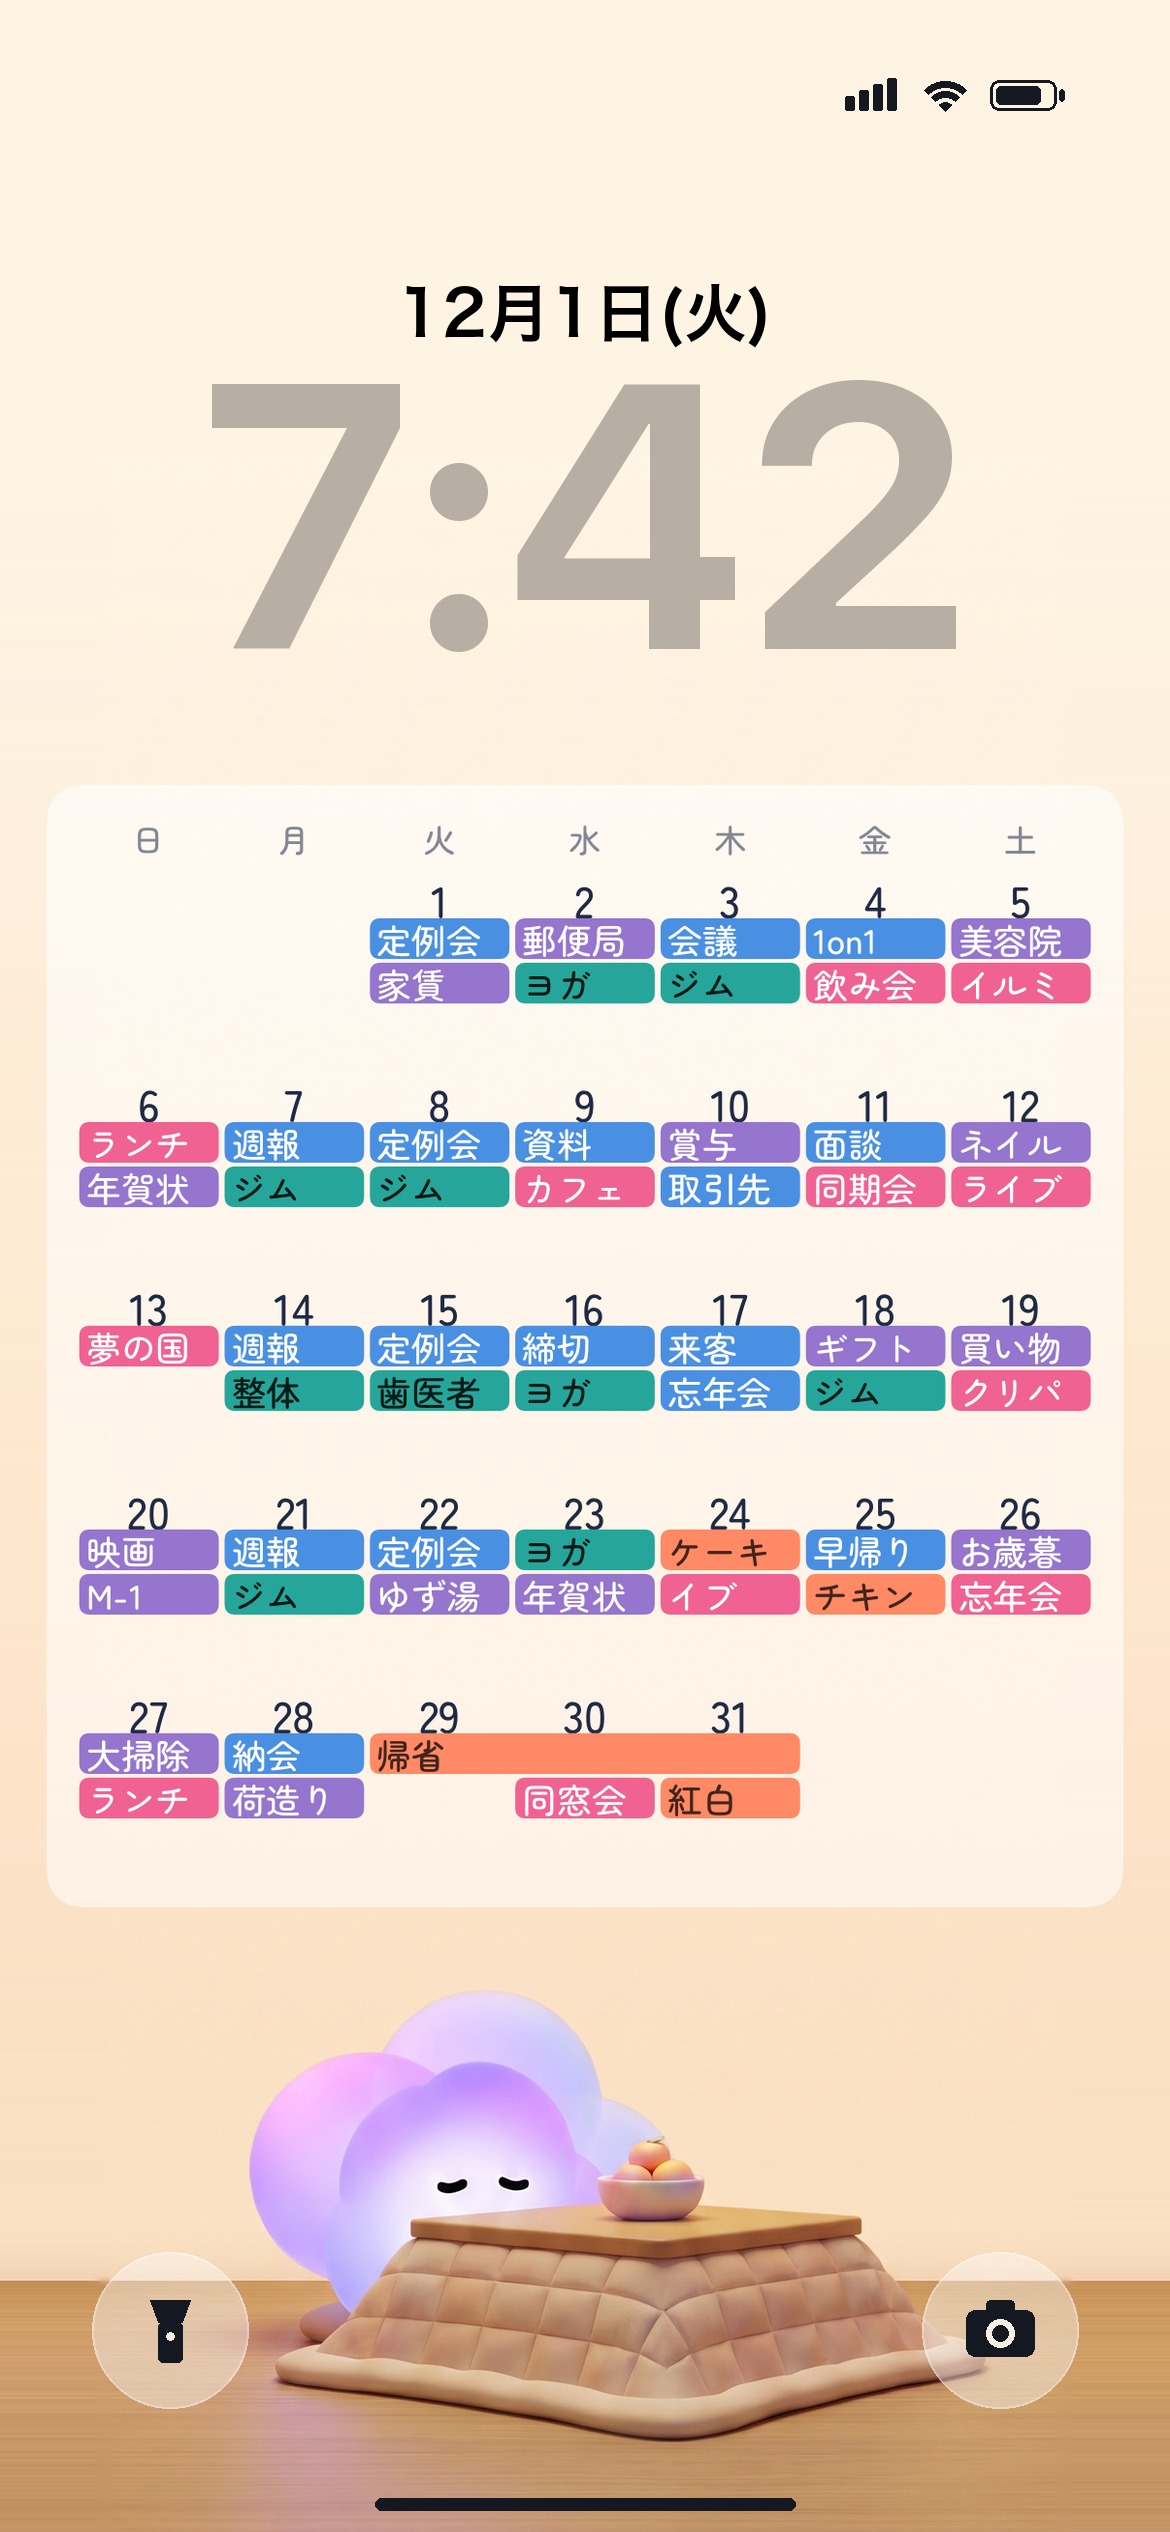 12月1日(火)
7:42
日 月 火 水 木 金 土
1 2 3 4 5
定例会 郵便局 会議 1on1 美容院
家賃 ヨガ ジム 飲み会 イルミ
6 7 8 9 10 11 12
ランチ 週報 定例会 資料 賞与 面談 ネイル
年賀状 ジム ジム カフェ 取引先 同期会 ライブ
13 14 15 16 17 18 19
夢の国 週報 定例会 締切 来客 ギフト 買い物
整体 歯医者 ヨガ 忘年会 ジム クリパ
20 21 22 23 24 25 26
映画 週報 定例会 ヨガ ケーキ 早帰り お歳暮
M-1 ジム ゆず湯 年賀状 イブ チキン 忘年会
27 28 29 30 31
大掃除 納会 帰省
ランチ 荷造り 同窓会 紅白